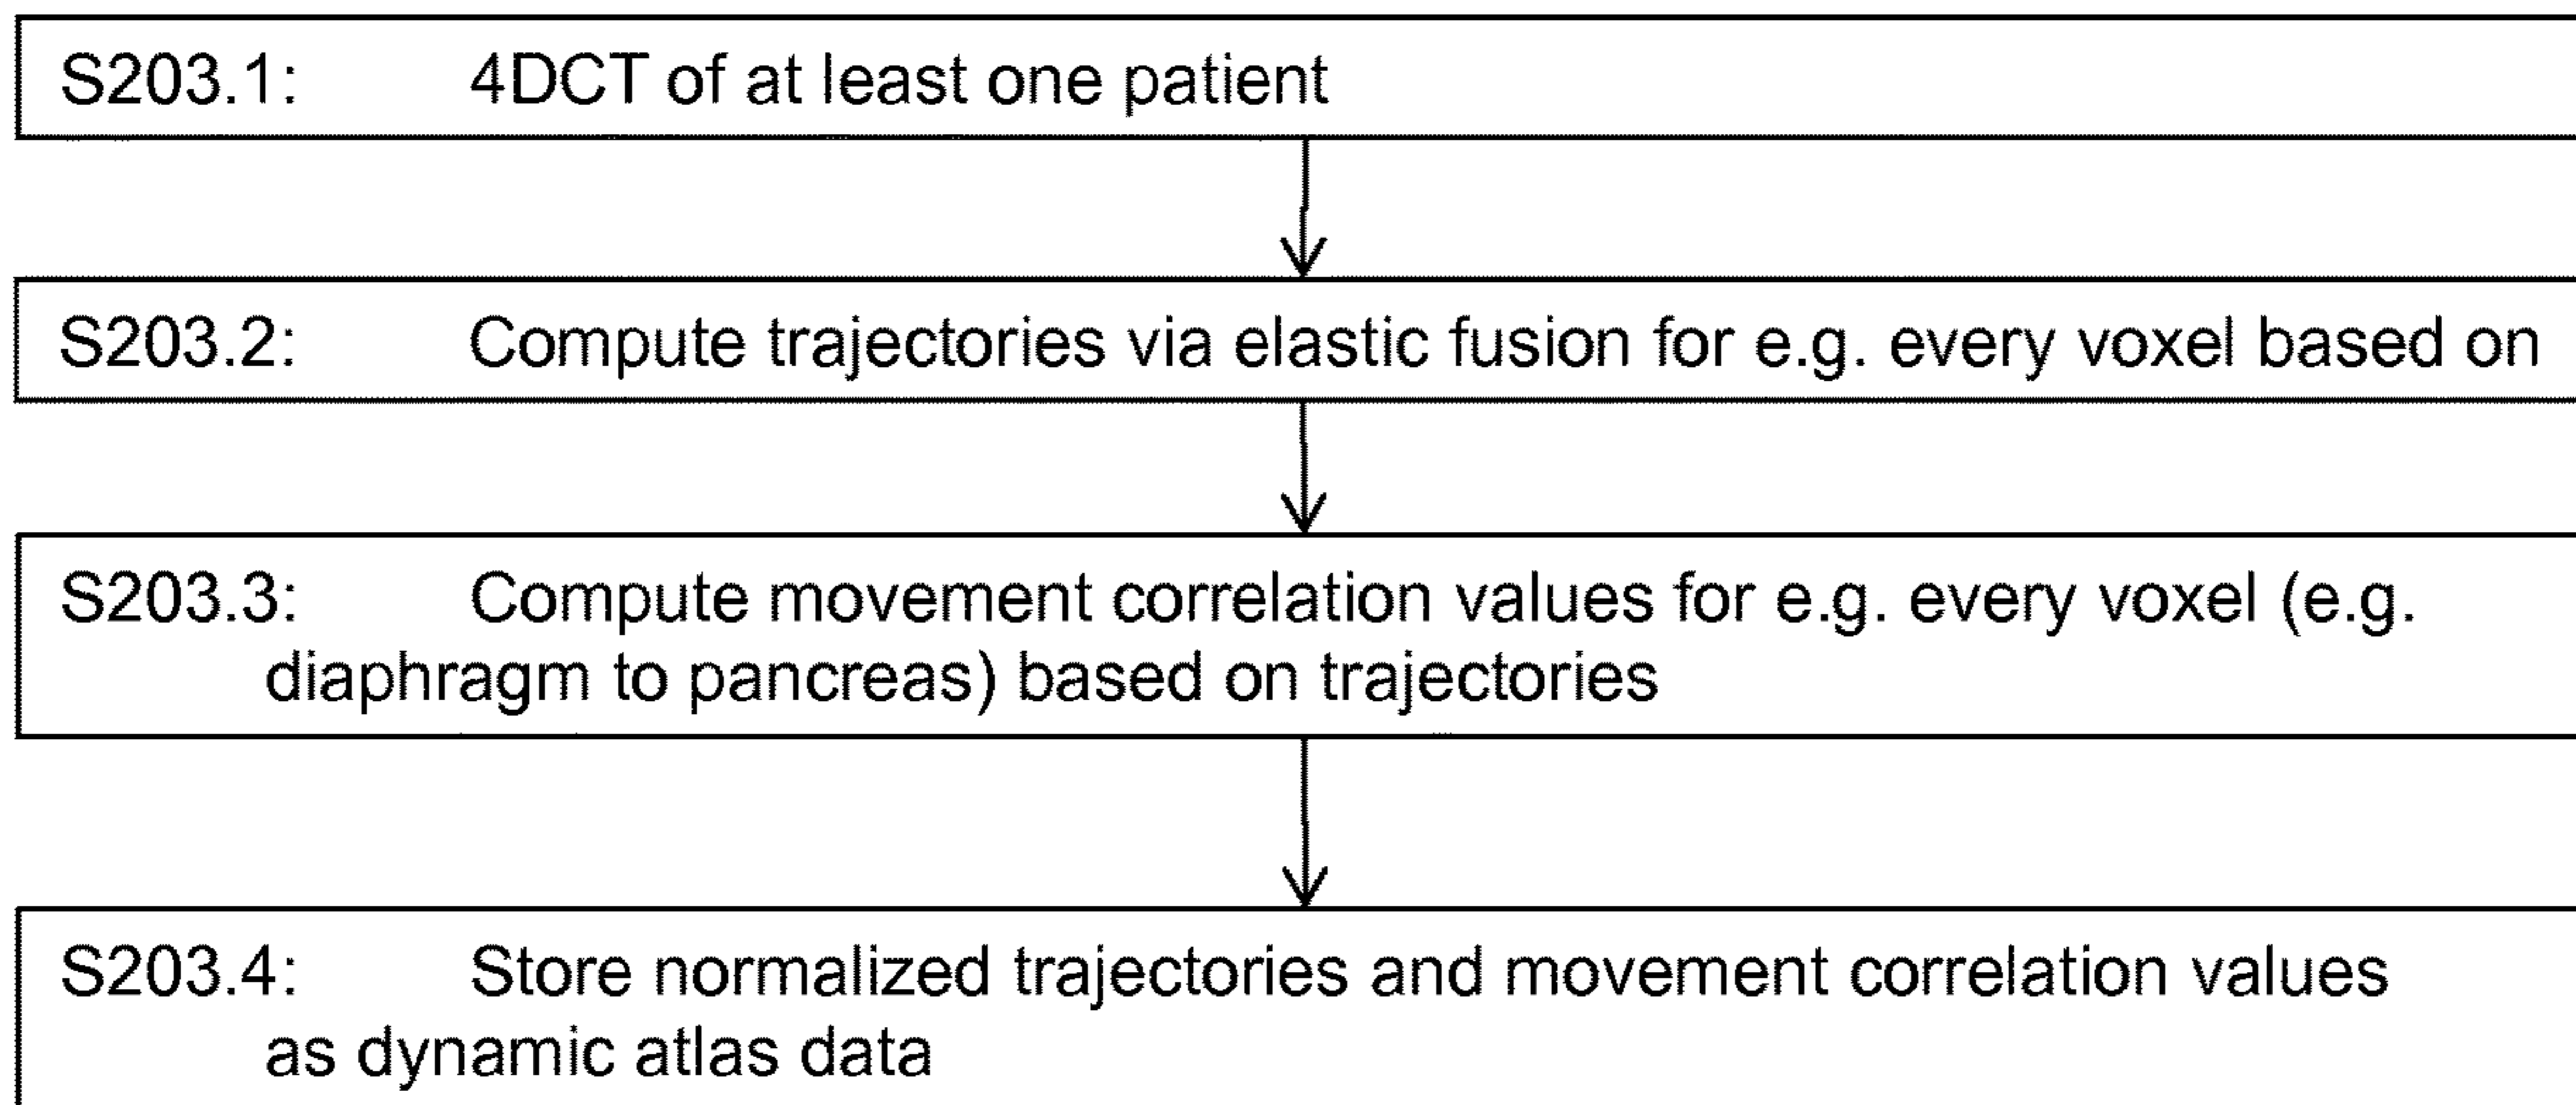 S203.1: 4DCT of at least one patient
S203.2: Compute trajectories via elastic fusion for e.g. every voxel based on
S203.3: Compute movement correlation values for e.g. every voxel (e.g.
diaphragm to pancreas) based on trajectories
S203.4: Store normalized trajectories and movement correlation values
as dynamic atlas data